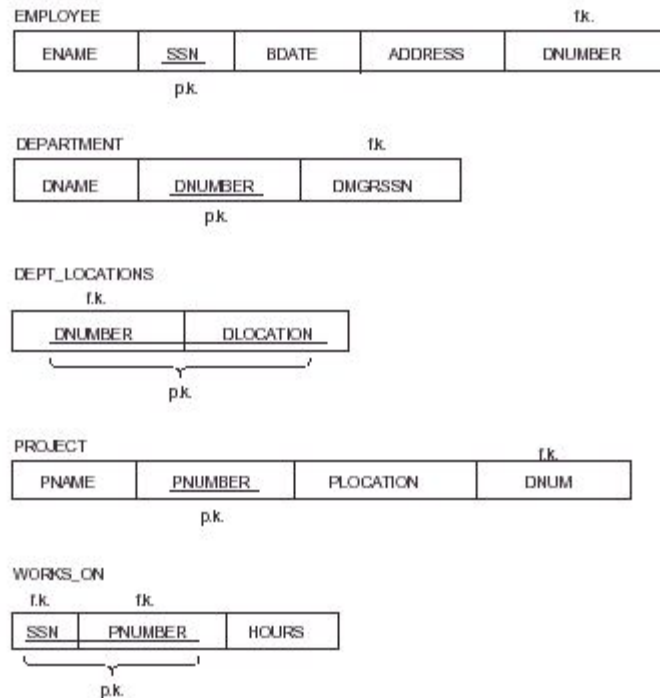 EMPLOYEE f.k.
ENAME SSN BDATE ADDRESS DNUMBER
p.k.
DEPARTMENT f.k.
DNAME DNUMBER DMGRSSN
p.k.
DEPT_LOCATIONS
f.k.
DNUMBER DLOCATION
p.k.
PROJECT f.k.
PNAME PNUMBER PLOCATION DNUM
p.k.
WORKS_ON
f.k. f.k.
SSN PNUMBER HOURS
p.k.